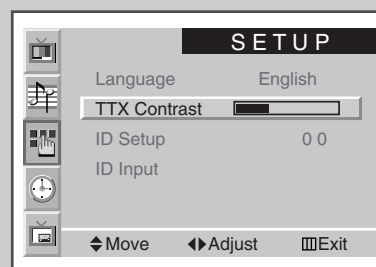 SETUP
Language English
TTX Contrast
ID Setup 0 0
ID Input
Move Adjust Exit